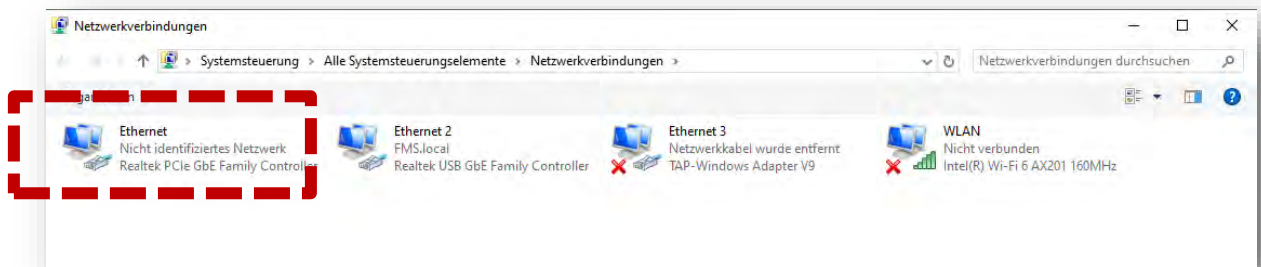 Netzwerkverbindungen
Systemsteuerung > Alle Systemsteuerungselemente > Netzwerkverbindungen >
Netzwerkverbindungen durchsuchen
Ethernet
Nicht identifiziertes Netzwerk
Realtek PCIe GbE Family Controller
Ethernet 2
FMS.local
Realtek USB GbE Family Controller
Ethernet 3
Netzwerkkabel wurde entfernt
TAP-Windows Adapter V9
WLAN
Nicht verbunden
Intel(R) Wi-Fi 6 AX201 160MHz